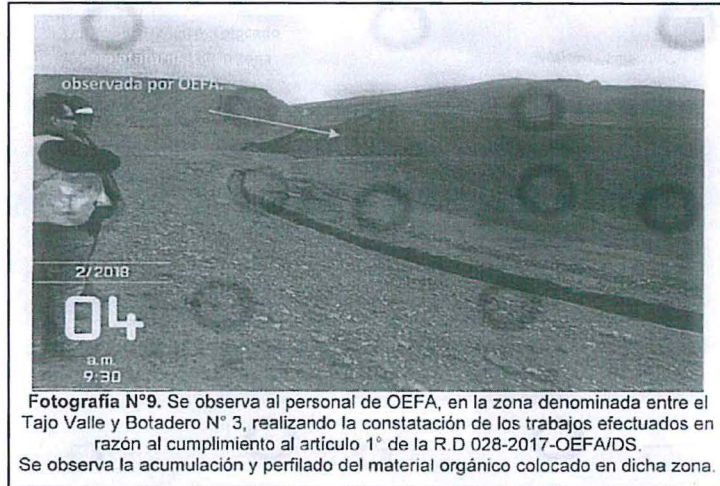 colocado
observada por OEFA.
2/2018
04
a.m.
9:30
Fotografía N°9. Se observa al personal de OEFA, en la zona denominada entre el
Tajo Valle y Botadero N° 3, realizando la constatación de los trabajos efectuados en
razón al cumplimiento al artículo 1° de la R.D 028-2017-OEFA/DS.
Se observa la acumulación y perfilado del material orgánico colocado en dicha zona.